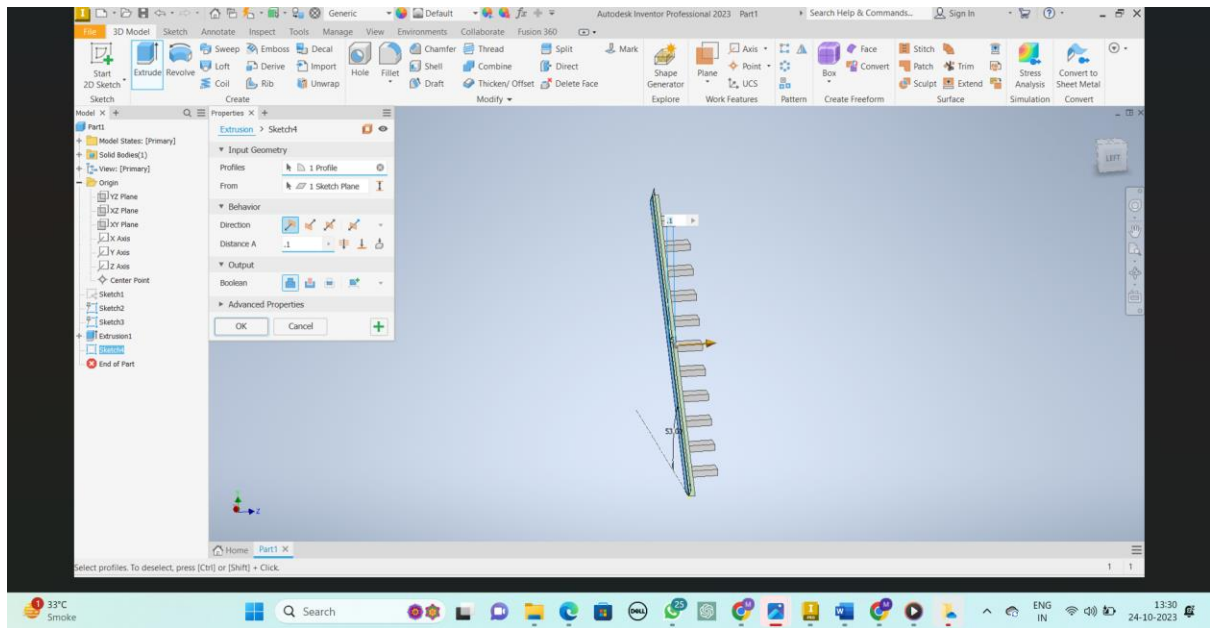 Generic
Default
Autodesk Inventor Professional 2023 Part1
Search Help & Commands...
Sign In
File 3D Model Sketch Annotate Inspect Tools Manage View Environments Collaborate Fusion 360
Start 2D Sketch
Extrude
Revolve
Sweep Emboss Decal
Loft Derive Import
Coil Rib Unwrap
Hole
Fillet
Chamfer Thread Split
Shell Combine Direct
Draft Thicken/ Offset Delete Face
Mark
Shape Generator
Plane
Axis
Point
UCS
Box
Face
Convert
Stitch
Patch Trim
Sculpt Extend
Stress Analysis
Convert to Sheet Metal
Sketch Create Modify Explore Work Features Pattern Create Freeform Surface Simulation Convert
Model
Part1
Model States: [Primary]
Solid Bodies(1)
View: [Primary]
Origin
YZ Plane
XZ Plane
XY Plane
X Axis
Y Axis
Z Axis
Center Point
Sketch1
Sketch2
Sketch3
Extrusion1
Sketch4
End of Part
Properties
Extrusion > Sketch4
Input Geometry
Profiles 1 Profile
From 1 Sketch Plane
Behavior
Direction
Distance A .1
Output
Boolean
Advanced Properties
OK Cancel
.1
LEFT
Z
Home Part1
Select profiles. To deselect, press [Ctrl] or [Shift] + Click.
1 1
1
33°C
Smoke
Search
DELL
25
ENG
IN
13:30
24-10-2023